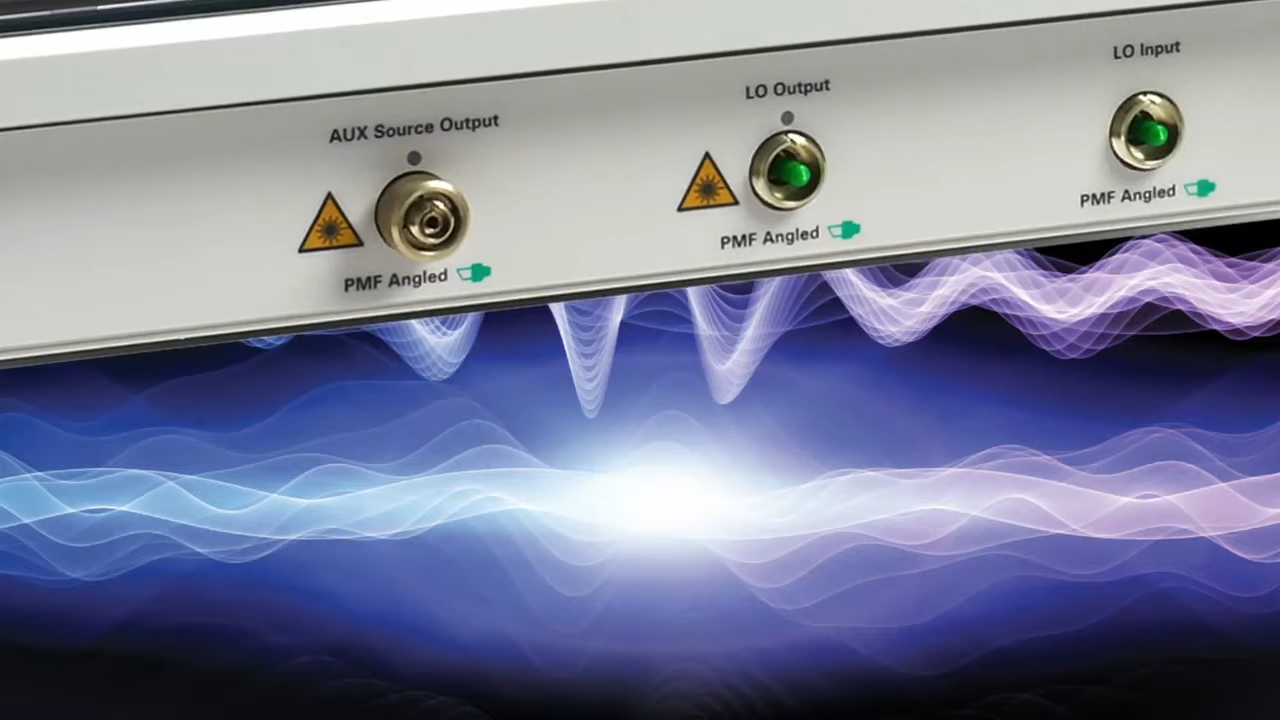 AUX Source Output
PMF Angled
LO Output
PMF Angled
LO Input
PMF Angled